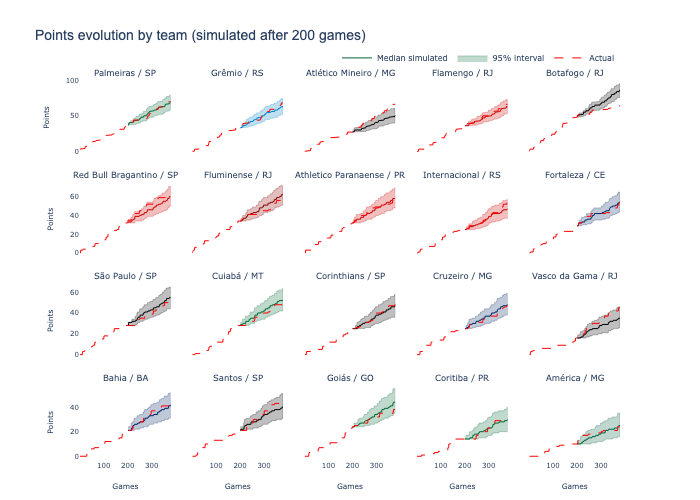 Points evolution by team (simulated after 200 games)
Median simulated 95% interval Actual
Palmeiras / SP Grêmio / RS Atlético Mineiro / MG Flamengo / RJ Botafogo / RJ
100
50
0
Points
Red Bull Bragantino / SP Fluminense / RJ Athletico Paranaense / PR Internacional / RS Fortaleza / CE
60
40
20
0
Points
São Paulo / SP Cuiabá / MT Corinthians / SP Cruzeiro / MG Vasco da Gama / RJ
60
40
20
0
Points
Bahia / BA Santos / SP Goiás / GO Coritiba / PR América / MG
40
20
0
Points
100 200 300 100 200 300 100 200 300 100 200 300 100 200 300
Games Games Games Games Games